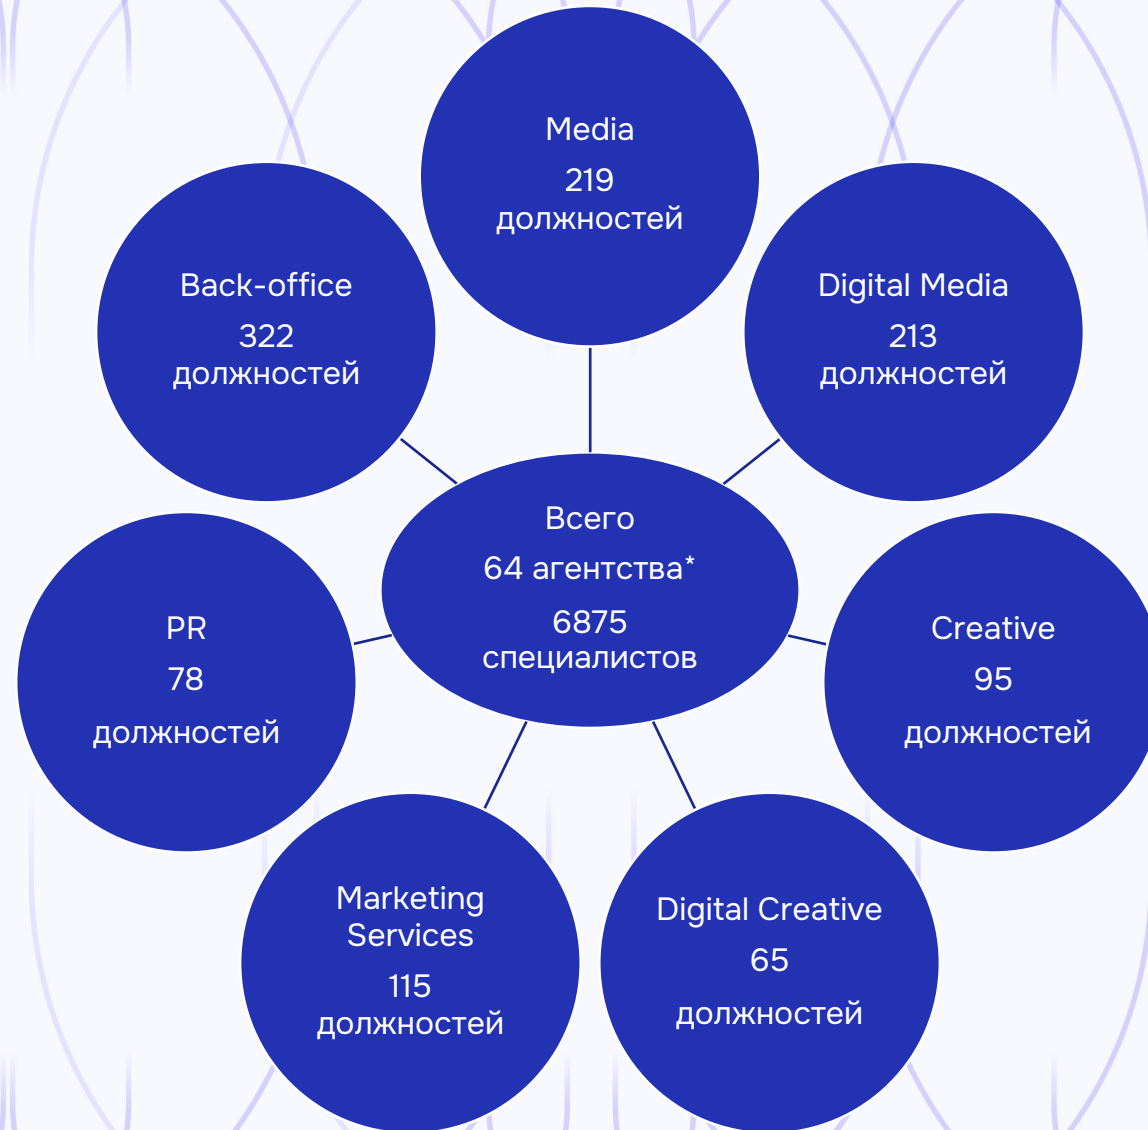 Media
219
должностей
Back-office
322
должностей
Digital Media
213
должностей
Всего
64 агентства*
6875
специалистов
PR
78
должностей
Creative
95
должностей
Marketing
Services
115
должностей
Digital Creative
65
должностей